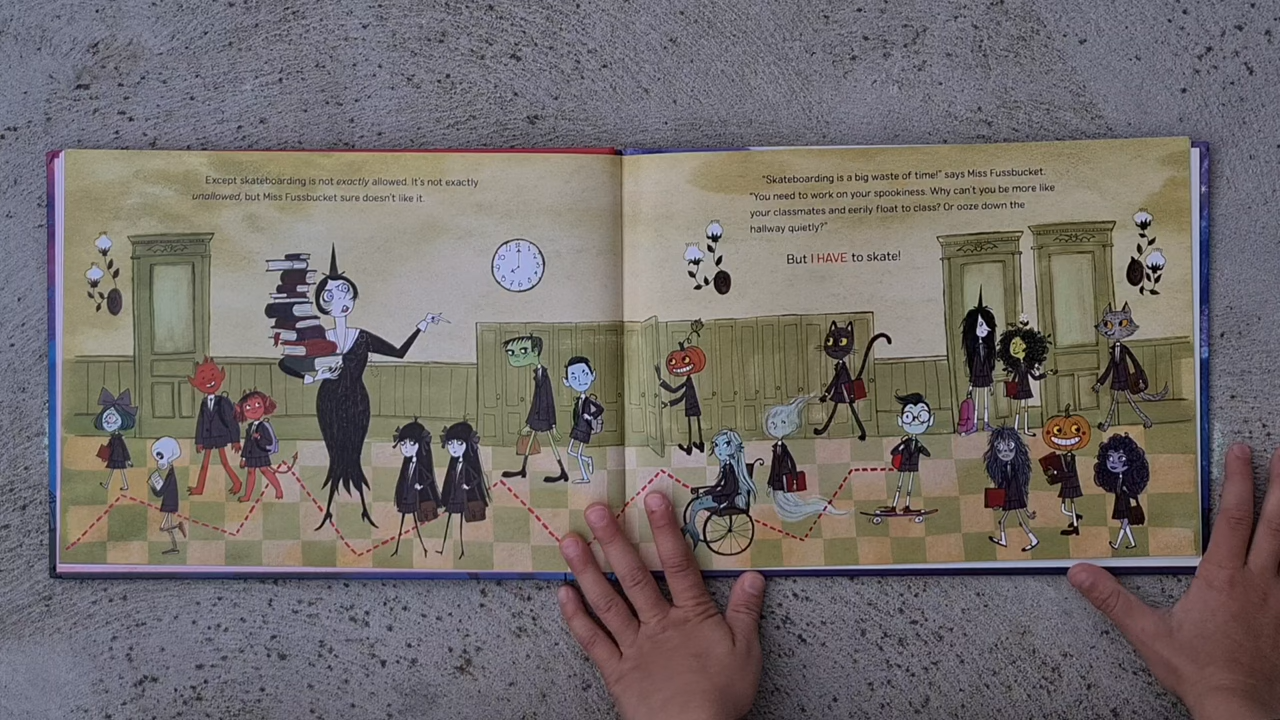 Except skateboarding is not exactly allowed. It's not exactly
unallowed, but Miss Fussbucket sure doesn't like it.
"Skateboarding is a big waste of time!" says Miss Fussbucket.
"You need to work on your spookiness. Why can't you be more like
your classmates and eerily float to class? Or ooze down the
hallway quietly?"
But I HAVE to skate!